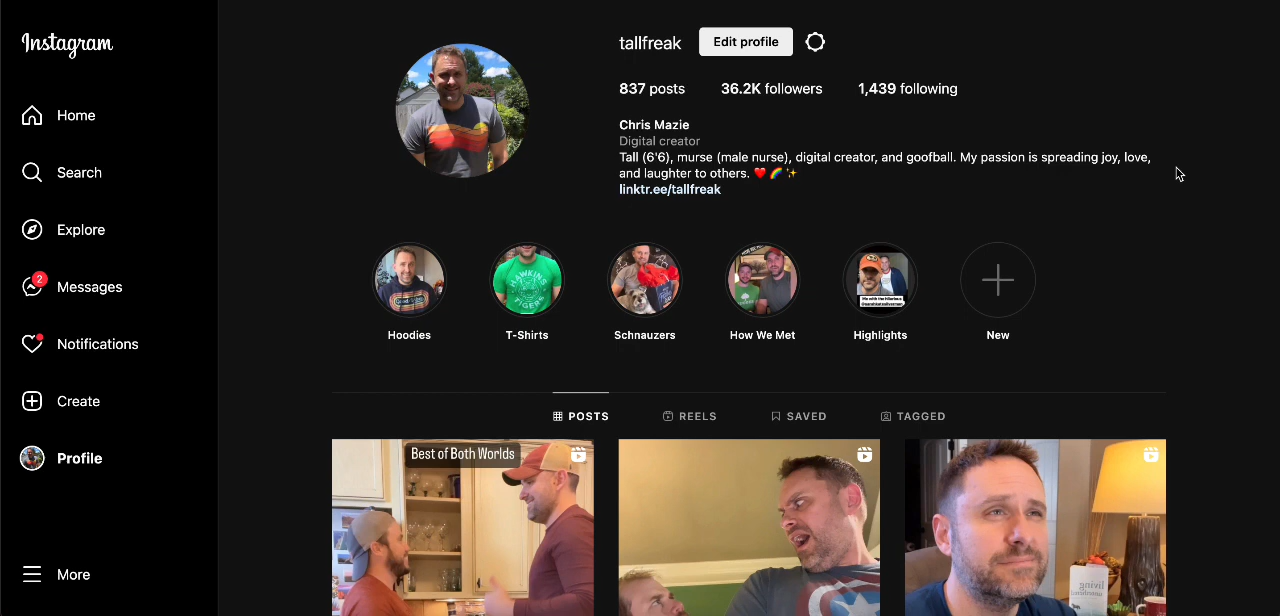 Instagram
Home
Search
Explore
2
Messages
Notifications
Create
Profile
More
tallfreak
Edit profile
837 posts 36.2K followers 1,439 following
Chris Mazie
Digital creator
Tall (6'6), murse (male nurse), digital creator, and goofball. My passion is spreading joy, love,
and laughter to others. ❤️🌈✨
linktr.ee/tallfreak
HAWKINS
TIGERS
Hoodies T-Shirts Schnauzers How We Met Highlights New
POSTS REELS SAVED TAGGED
Best of Both Worlds
living